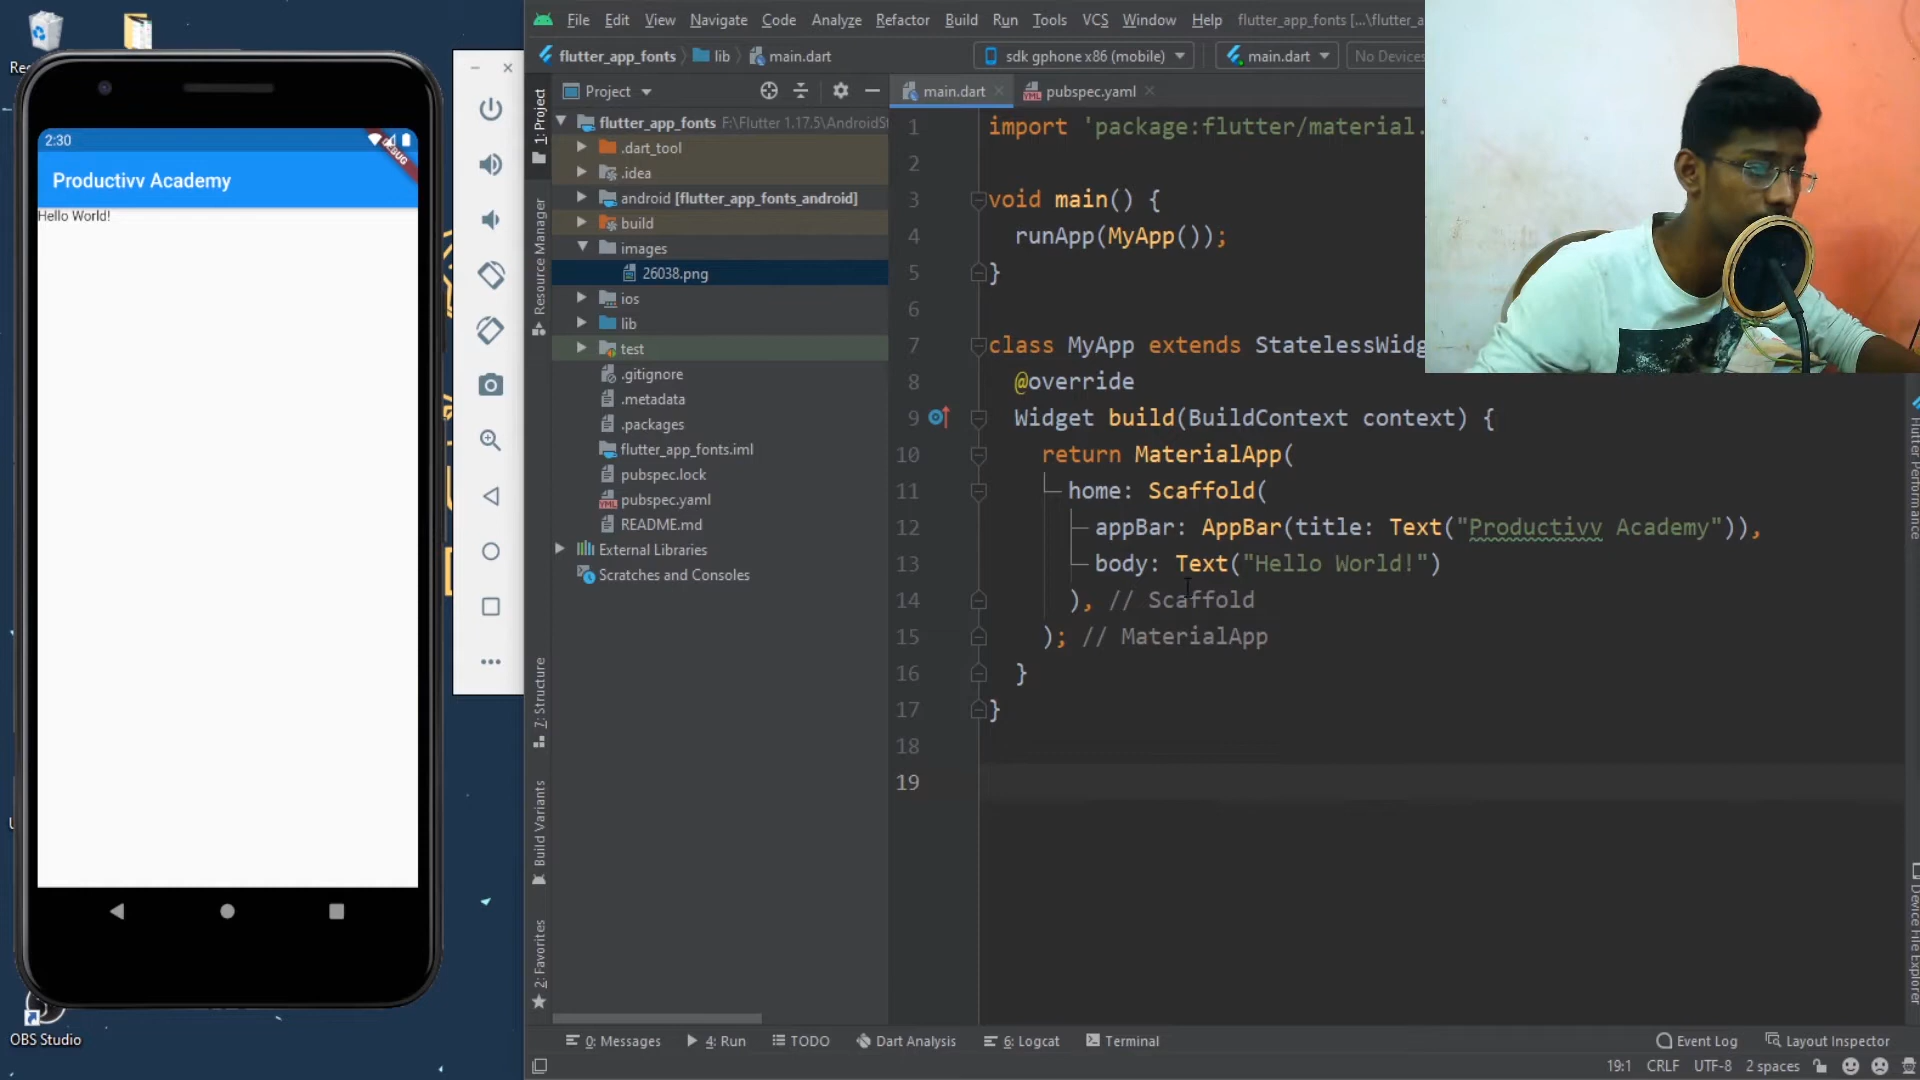 Rec
2:30
DEBUG
Productivv Academy
Hello World!
OBS Studio
File Edit View Navigate Code Analyze Refactor Build Run Tools VCS Window Help flutter_app_fonts [...\flutter_a
flutter_app_fonts lib main.dart sdk gphone x86 (mobile) main.dart No Devices
1: Project
Resource Manager
7: Structure
Build Variants
2: Favorites
Project
flutter_app_fonts F:\Flutter 1.17.5\AndroidSt
.dart_tool
.idea
android [flutter_app_fonts_android]
build
images
26038.png
ios
lib
test
.gitignore
.metadata
.packages
flutter_app_fonts.iml
pubspec.lock
pubspec.yaml
README.md
External Libraries
Scratches and Consoles
main.dart pubspec.yaml
1 import 'package:flutter/material.
2
3 void main() {
4 runApp(MyApp());
5 }
6
7 class MyApp extends StatelessWidg
8 @override
9 Widget build(BuildContext context) {
10 return MaterialApp(
11 home: Scaffold(
12 appBar: AppBar(title: Text("Productivv Academy")),
13 body: Text("Hello World!")
14 ), // Scaffold
15 ); // MaterialApp
16 }
17 }
18
19
Flutter Performance
Device File Explorer
0: Messages 4: Run TODO Dart Analysis 6: Logcat Terminal Event Log Layout Inspector
19:1 CRLF UTF-8 2 spaces